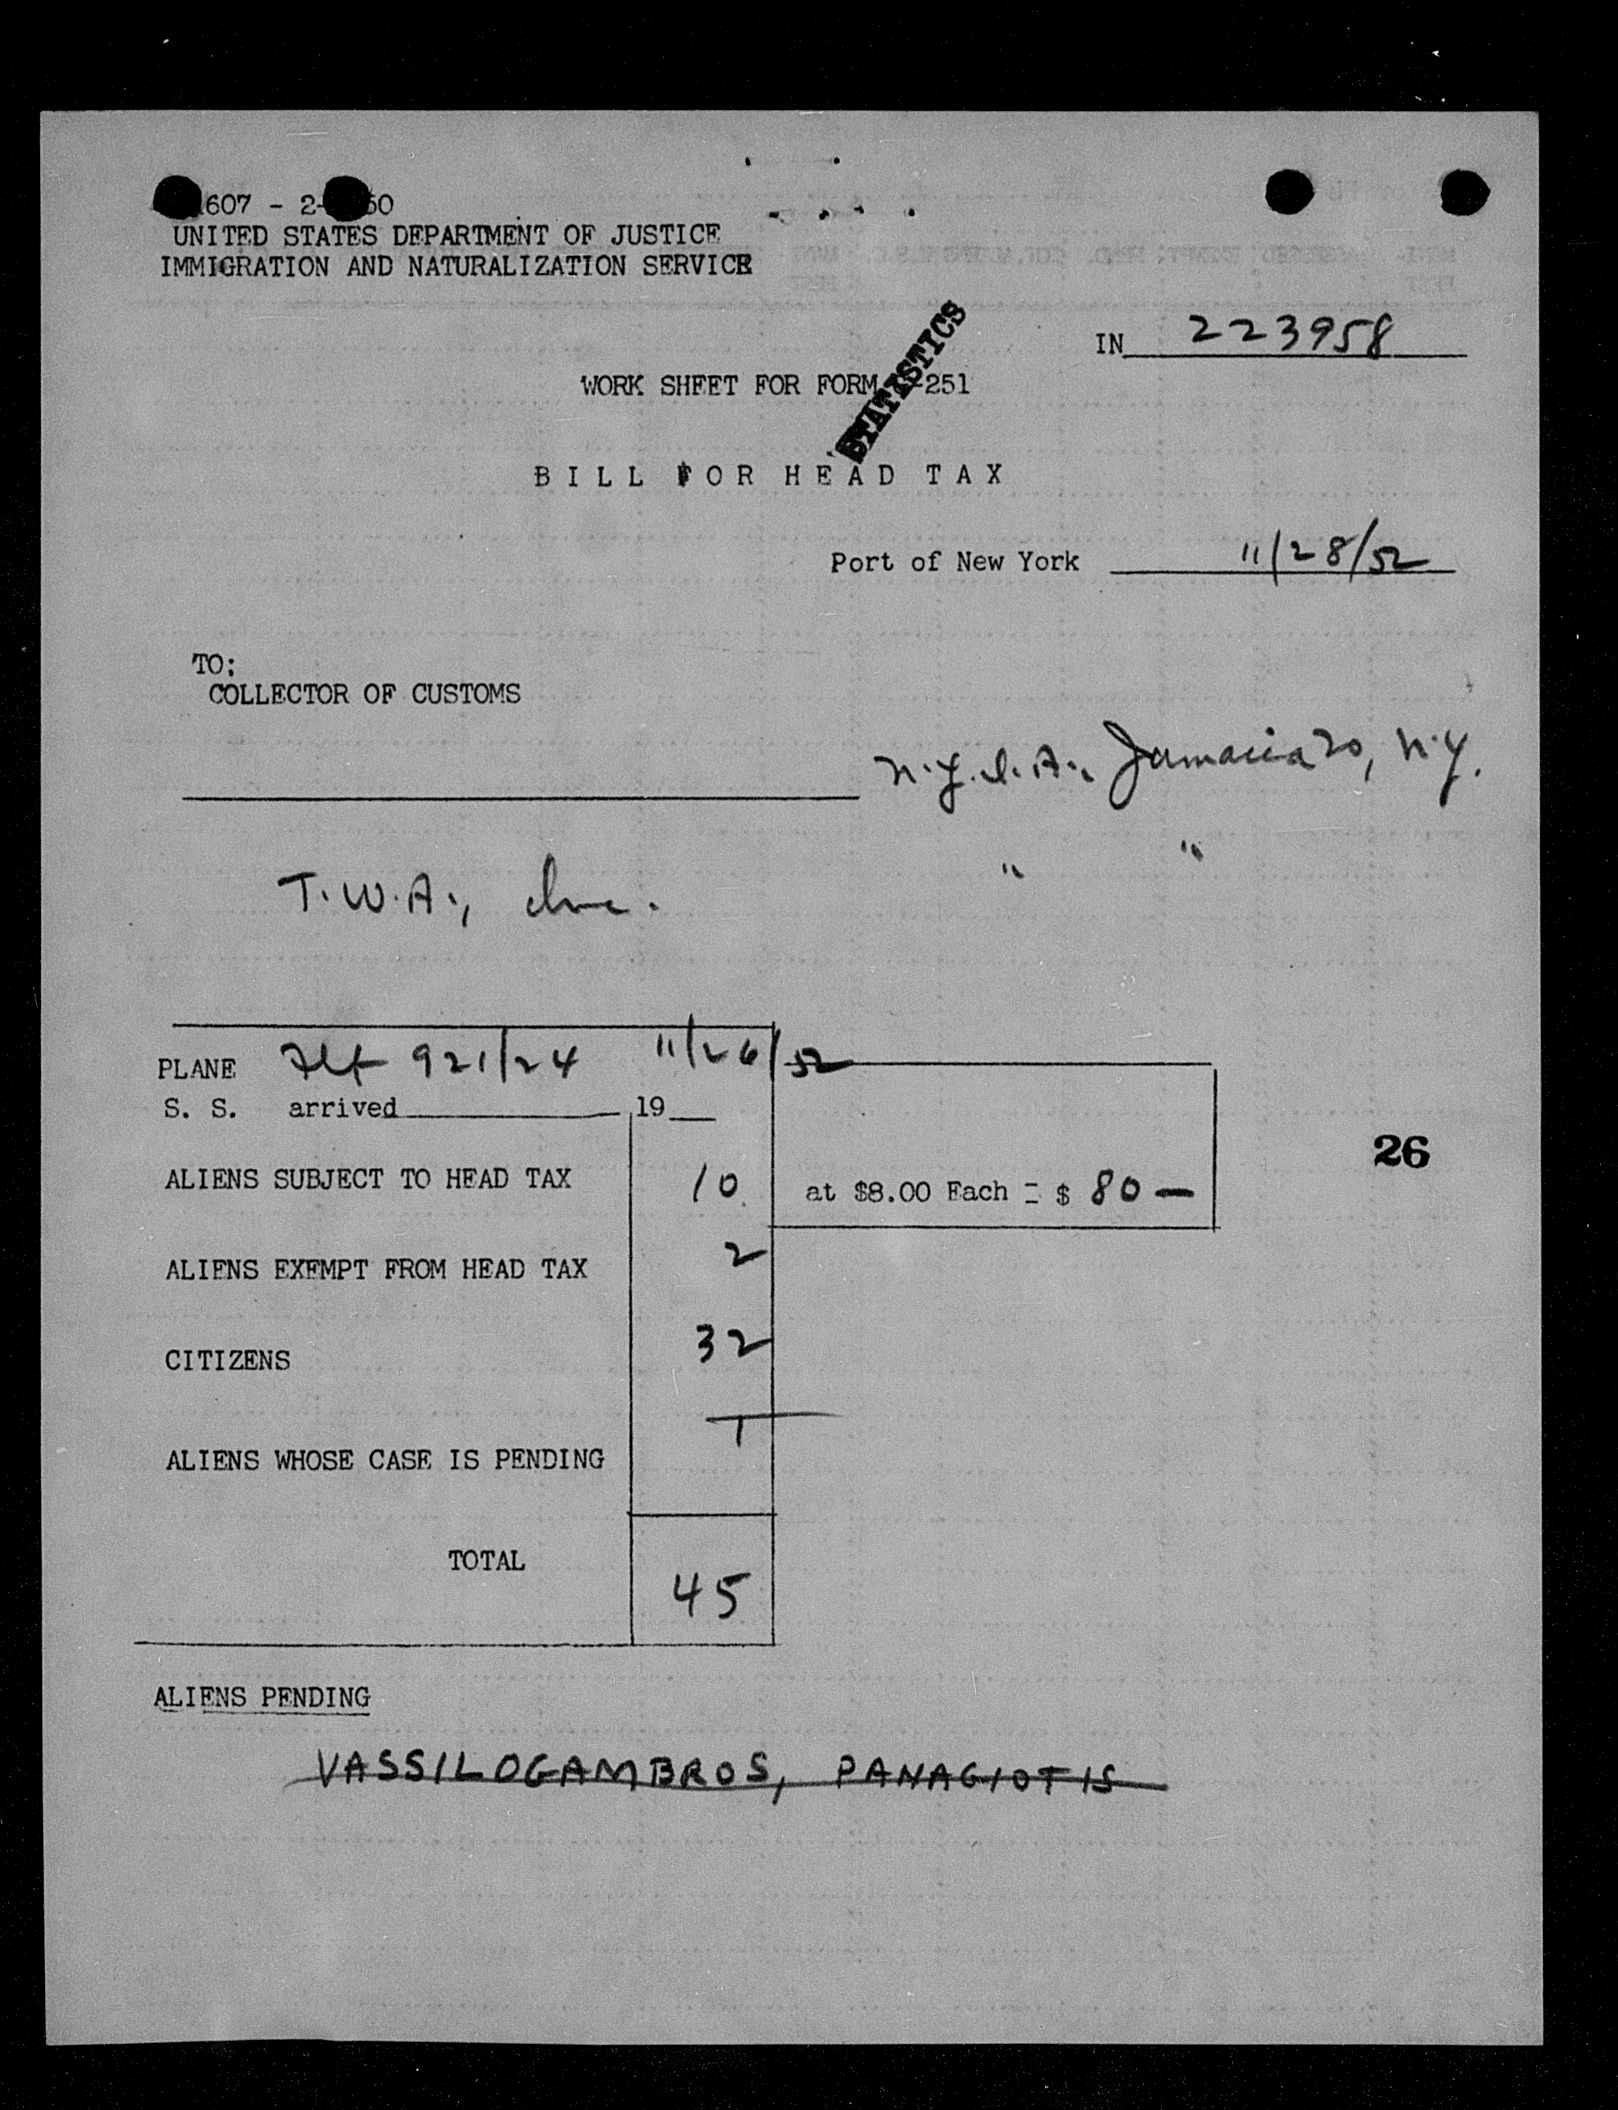 607 - 2- 50
UNITED STATES DEPARTMENT OF JUSTICE
IMMIGRATION AND NATURALIZATION SERVICE
IN 223958
STATISTICS
WORK SHEET FOR FORM -251
BILL FOR HEAD TAX
Port of New York 11/28/52
TO:
COLLECTOR OF CUSTOMS
N.Y.I.A., Jamaica 20, N.Y.
T.W.A., Inc. " "
PLANE Flt 921/24 11/26/52
S. S. arrived , 19
26
ALIENS SUBJECT TO HEAD TAX 10 at $8.00 Each = $ 80 —
ALIENS EXEMPT FROM HEAD TAX 2
CITIZENS 32
ALIENS WHOSE CASE IS PENDING 1
TOTAL 45
ALIENS PENDING
VASSILOGAMBROS, PANAGIOTIS